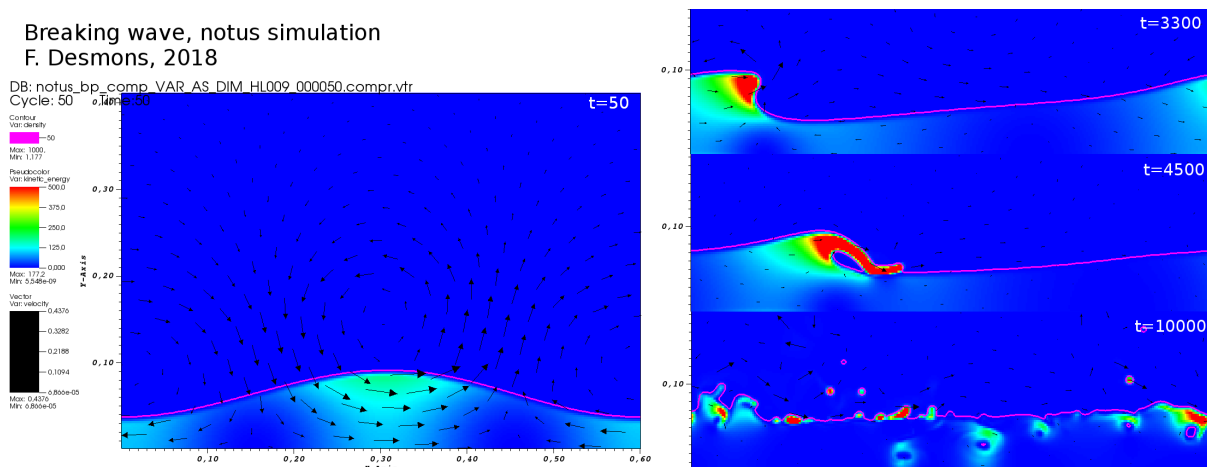 Breaking wave, notus simulation
F. Desmons, 2018
DB: notus_bp_comp_VAR_AS_DIM_HL009_000050.compr.vtr
Cycle: 50 Time:50
Contour
Var: density
50
Max: 1000.
Min: 1.177
Pseudocolor
Var: kinetic_energy
500.0
375.0
250.0
125.0
0.000
Max: 177.2
Min: 5.548e-09
Vector
Var: velocity
0.4376
0.3282
0.2188
0.1094
6.866e-05
Max: 0.4376
Min: 6.866e-05
t=50
0,30
0,20
0,10
Y-Axis
0,10 0,20 0,30 0,40 0,50 0,60
t=3300
0,10
t=4500
0,10
t=10000
0,10